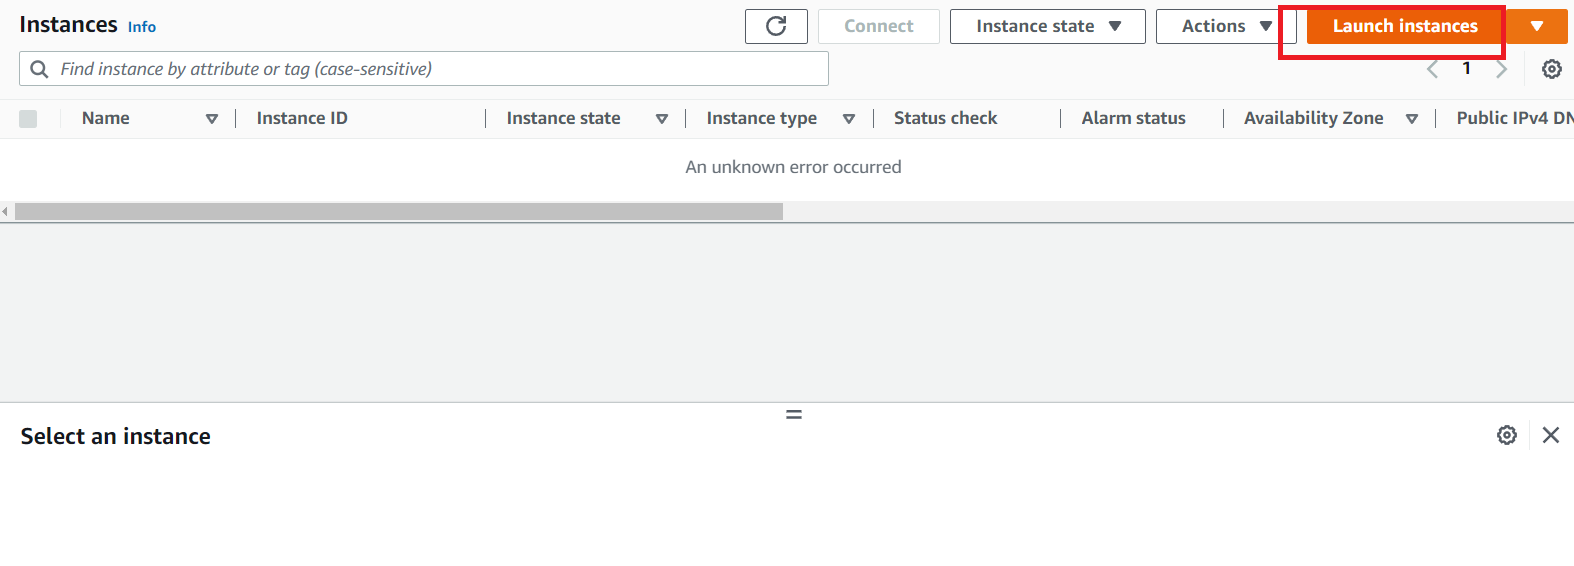 Instances Info
Connect Instance state Actions Launch instances
Find instance by attribute or tag (case-sensitive)
1
Name Instance ID Instance state Instance type Status check Alarm status Availability Zone Public IPv4 DN
An unknown error occurred
Select an instance